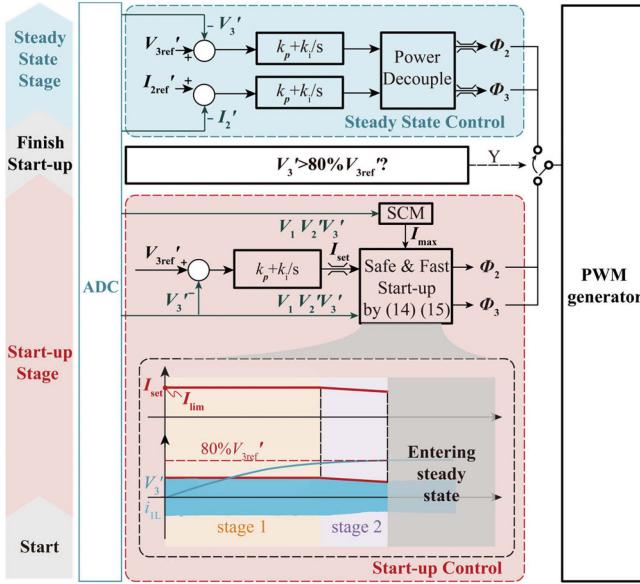 Steady
State
Stage
Finish
Start-up
Start-up
Stage
Start
ADC
− V₃′
V₃ref′
+
kₚ+kᵢ/s
I₂ref′
+
kₚ+kᵢ/s
− I₂′
Power
Decouple
Φ₂
Φ₃
Steady State Control
V₃′>80%V₃ref′?
Y
SCM
V₁ V₂′V₃′
Iₘₐₓ
V₃ref′
+
kₚ+kᵢ/s
Iset
V₃′ −
V₁ V₂′V₃′
Safe & Fast
Start-up
by (14) (15)
Φ₂
Φ₃
PWM
generator
Iset
Ilim
80%V₃ref′
V₃′
i₁L
stage 1
stage 2
Entering
steady
state
Start-up Control